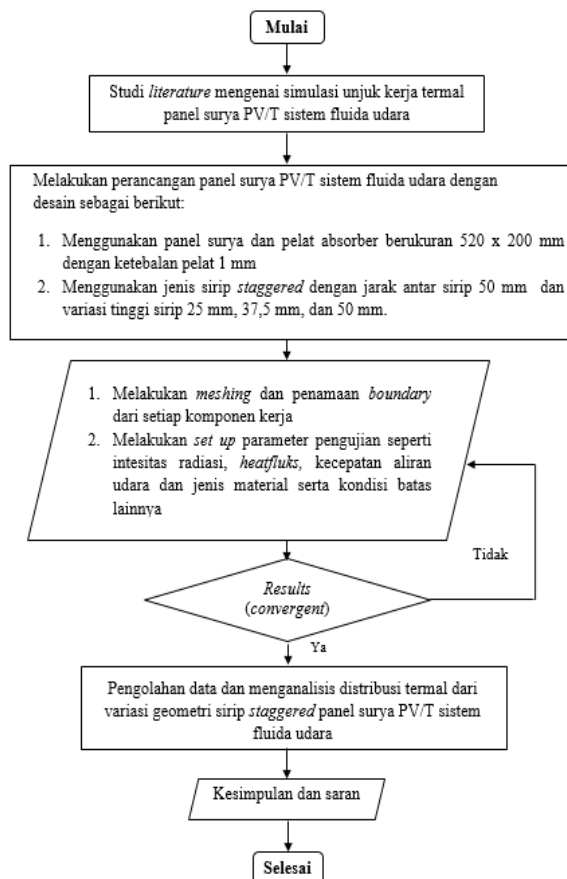 Mulai
Studi literature mengenai simulasi unjuk kerja termal
panel surya PV/T sistem fluida udara
Melakukan perancangan panel surya PV/T sistem fluida udara dengan
desain sebagai berikut:
1. Menggunakan panel surya dan pelat absorber berukuran 520 x 200 mm
dengan ketebalan pelat 1 mm
2. Menggunakan jenis sirip staggered dengan jarak antar sirip 50 mm dan
variasi tinggi sirip 25 mm, 37,5 mm, dan 50 mm.
1. Melakukan meshing dan penamaan boundary
dari setiap komponen kerja
2. Melakukan set up parameter pengujian seperti
intesitas radiasi, heatfluks, kecepatan aliran
udara dan jenis material serta kondisi batas
lainnya
Tidak
Results
(convergent)
Ya
Pengolahan data dan menganalisis distribusi termal dari
variasi geometri sirip staggered panel surya PV/T sistem
fluida udara
Kesimpulan dan saran
Selesai